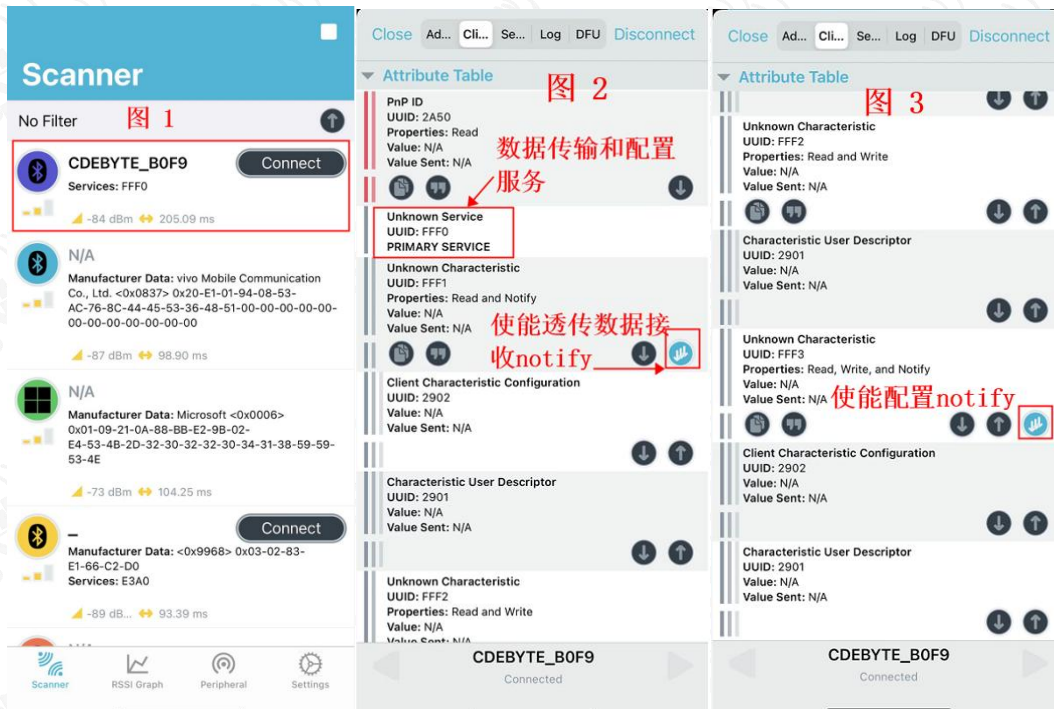 Scanner
图 1
No Filter
CDEBYTE_B0F9
Connect
Services: FFF0
-84 dBm
205.09 ms
N/A
Manufacturer Data: vivo Mobile Communication
Co., Ltd. <0x0837> 0x20-E1-01-94-08-53-
AC-76-8C-44-45-53-36-48-51-00-00-00-00-00-
00-00-00-00-00-00-00
-87 dBm
98.90 ms
N/A
Manufacturer Data: Microsoft <0x0006>
0x01-09-21-0A-88-BB-E2-9B-02-
E4-53-4B-2D-32-30-32-32-30-34-31-38-59-59-
53-4E
-73 dBm
104.25 ms
_
Connect
Manufacturer Data: <0x9968> 0x03-02-83-
E1-66-C2-D0
Services: E3A0
-89 dB...
93.39 ms
Scanner
RSSI Graph
Peripheral
Settings
Close
Ad...
Cli...
Se...
Log
DFU
Disconnect
Attribute Table
图 2
PnP ID
UUID: 2A50
Properties: Read
Value: N/A
Value Sent: N/A
数据传输和配置
服务
Unknown Service
UUID: FFF0
PRIMARY SERVICE
Unknown Characteristic
UUID: FFF1
Properties: Read and Notify
Value: N/A
Value Sent: N/A
使能透传数据接
收notify
Client Characteristic Configuration
UUID: 2902
Value: N/A
Value Sent: N/A
Characteristic User Descriptor
UUID: 2901
Value: N/A
Value Sent: N/A
Unknown Characteristic
UUID: FFF2
Properties: Read and Write
Value: N/A
Value Sent: N/A
CDEBYTE_B0F9
Connected
Close
Ad...
Cli...
Se...
Log
DFU
Disconnect
Attribute Table
图 3
Unknown Characteristic
UUID: FFF2
Properties: Read and Write
Value: N/A
Value Sent: N/A
Characteristic User Descriptor
UUID: 2901
Value: N/A
Value Sent: N/A
Unknown Characteristic
UUID: FFF3
Properties: Read, Write, and Notify
Value: N/A
Value Sent: N/A
使能配置notify
Client Characteristic Configuration
UUID: 2902
Value: N/A
Value Sent: N/A
Characteristic User Descriptor
UUID: 2901
Value: N/A
Value Sent: N/A
CDEBYTE_B0F9
Connected